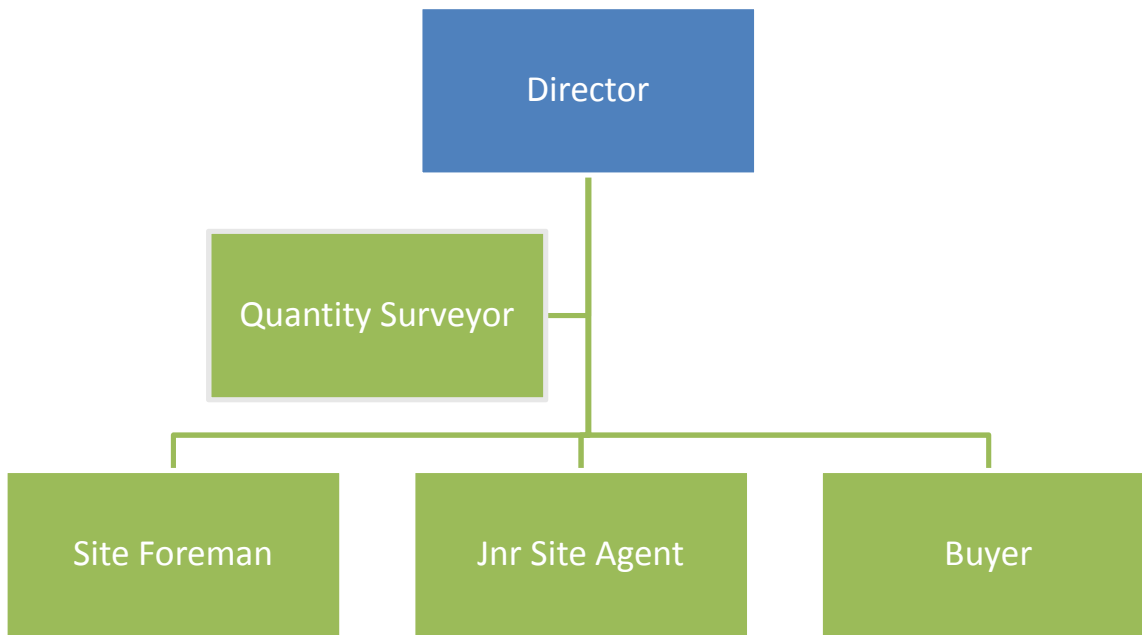 Director
Quantity Surveyor
Site Foreman
Jnr Site Agent
Buyer